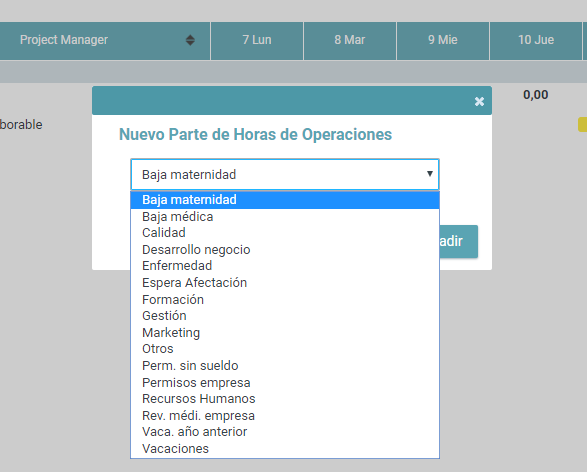 Project Manager
7 Lun
8 Mar
9 Mie
10 Jue
0,00
borable
Nuevo Parte de Horas de Operaciones
Baja maternidad
Baja maternidad
Baja médica
Calidad
Desarrollo negocio
adir
Enfermedad
Espera Afectación
Formación
Gestión
Marketing
Otros
Perm. sin sueldo
Permisos empresa
Recursos Humanos
Rev. médi. empresa
Vaca. año anterior
Vacaciones